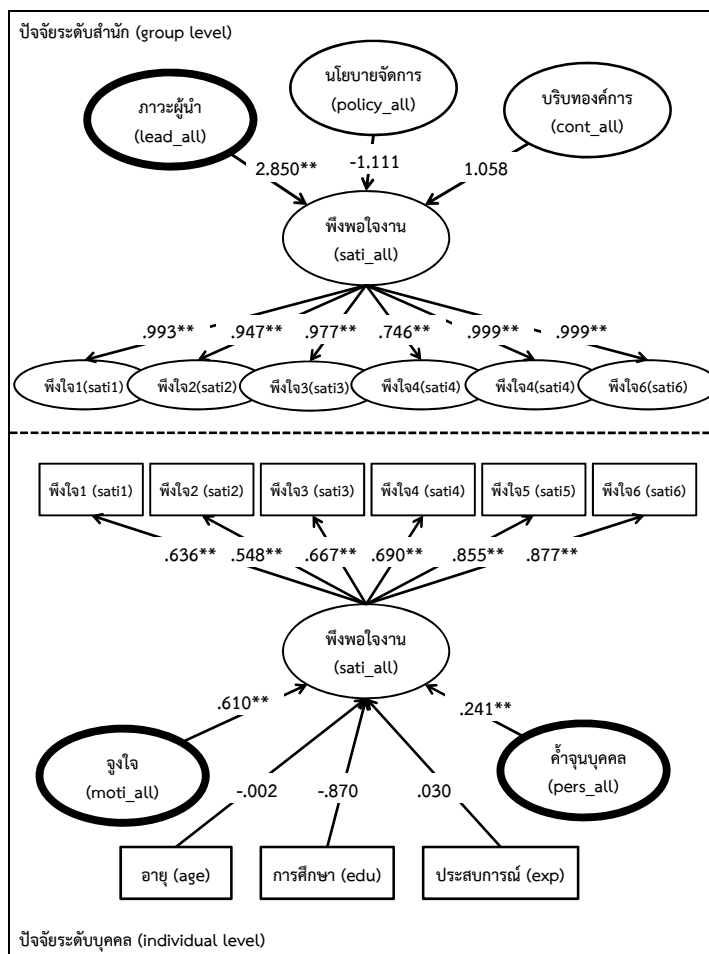 ปัจจัยระดับสำนัก (group level)
ภาวะผู้นำ
(lead_all)
นโยบายจัดการ
(policy_all)
บริบทองค์การ
(cont_all)
2.850**
-1.111
1.058
พึงพอใจงาน
(sati_all)
.993**
.947**
.977**
.746**
.999**
.999**
พึงใจ1(sati1)
พึงใจ2(sati2)
พึงใจ3(sati3)
พึงใจ4(sati4)
พึงใจ4(sati4)
พึงใจ6(sati6)
พึงใจ1 (sati1)
พึงใจ2 (sati2)
พึงใจ3 (sati3)
พึงใจ4 (sati4)
พึงใจ5 (sati5)
พึงใจ6 (sati6)
.636**
.548**
.667**
.690**
.855**
.877**
พึงพอใจงาน
(sati_all)
.610**
.241**
จูงใจ
(moti_all)
ค้ำจุนบุคคล
(pers_all)
-.002
-.870
.030
อายุ (age)
การศึกษา (edu)
ประสบการณ์ (exp)
ปัจจัยระดับบุคคล (individual level)